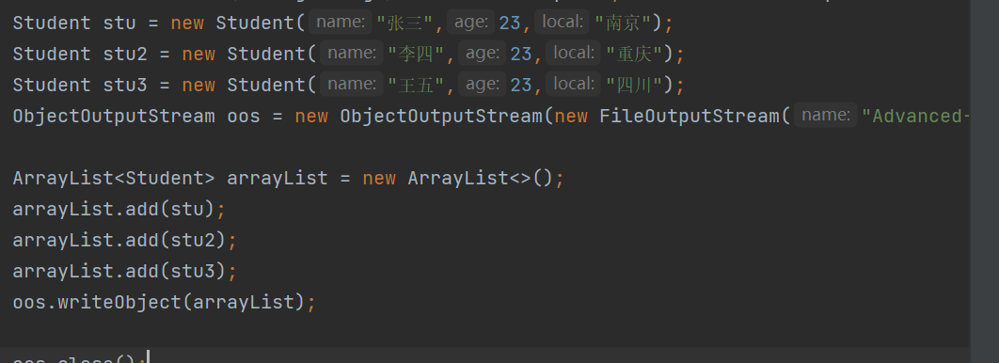 Student stu = new Student( name: "张三", age: 23, local: "南京");
Student stu2 = new Student( name: "李四", age: 23, local: "重庆");
Student stu3 = new Student( name: "王五", age: 23, local: "四川");
ObjectOutputStream oos = new ObjectOutputStream(new FileOutputStream( name: "Advanced-
ArrayList<Student> arrayList = new ArrayList<>();
arrayList.add(stu);
arrayList.add(stu2);
arrayList.add(stu3);
oos.writeObject(arrayList);
oos.close();